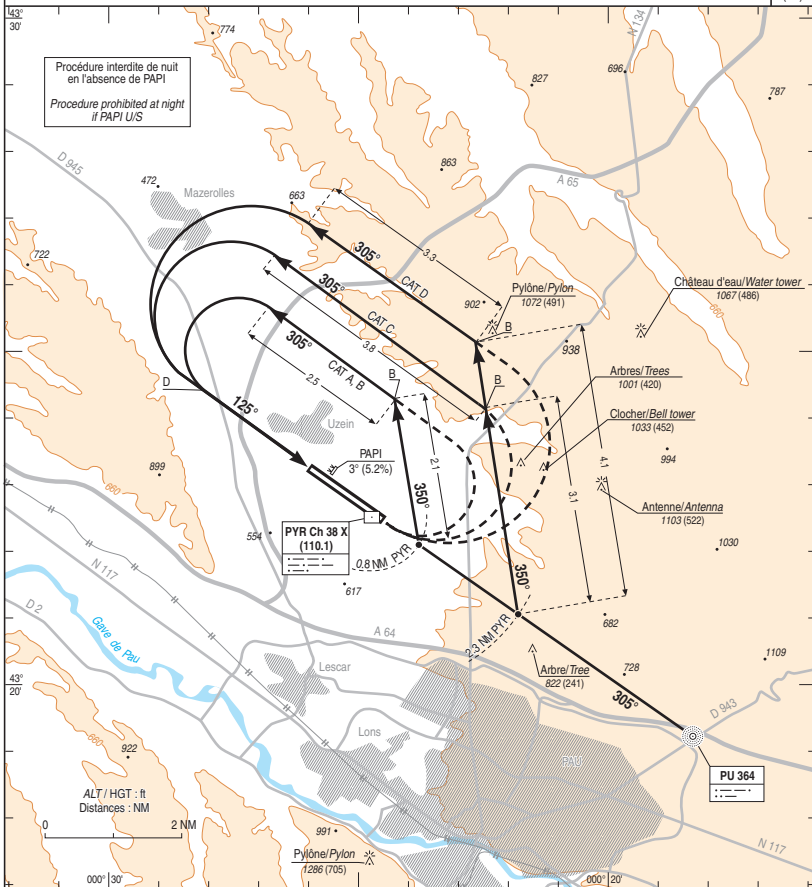 43°
30'
774
N 134
Procédure interdite de nuit
en l'absence de PAPI
Procedure prohibited at night
if PAPI U/S
696
827
787
D 945
863
A 65
472
Mazerolles
663
3.3
305°
722
CAT D
Pylône/Pylon
1072 (491)
902
Château d'eau/Water tower
1067 (486)
660
305°
CAT C
3.8
B
938
305°
CAT A, B
2.5
Arbres/Trees
1001 (420)
D
B
B
Clocher/Bell tower
1033 (452)
125°
Uzein
2.1
4.1
3.1
994
PAPI
3° (5.2%)
899
660
350°
Antenne/Antenna
1103 (522)
PYR Ch 38 X
(110.1)
554
0.8 NM PYR
1030
617
350°
N 117
D 2
682
2.3 NM PYR
Gave de Pau
A 64
Lescar
Arbre/Tree
822 (241)
728
1109
43°
20'
305°
D 943
Lons
660
922
PAU
PU 364
ALT / HGT : ft
Distances : NM
0
2 NM
991
Pylône/Pylon
1286 (705)
N 117
000° 30'
000° 20'